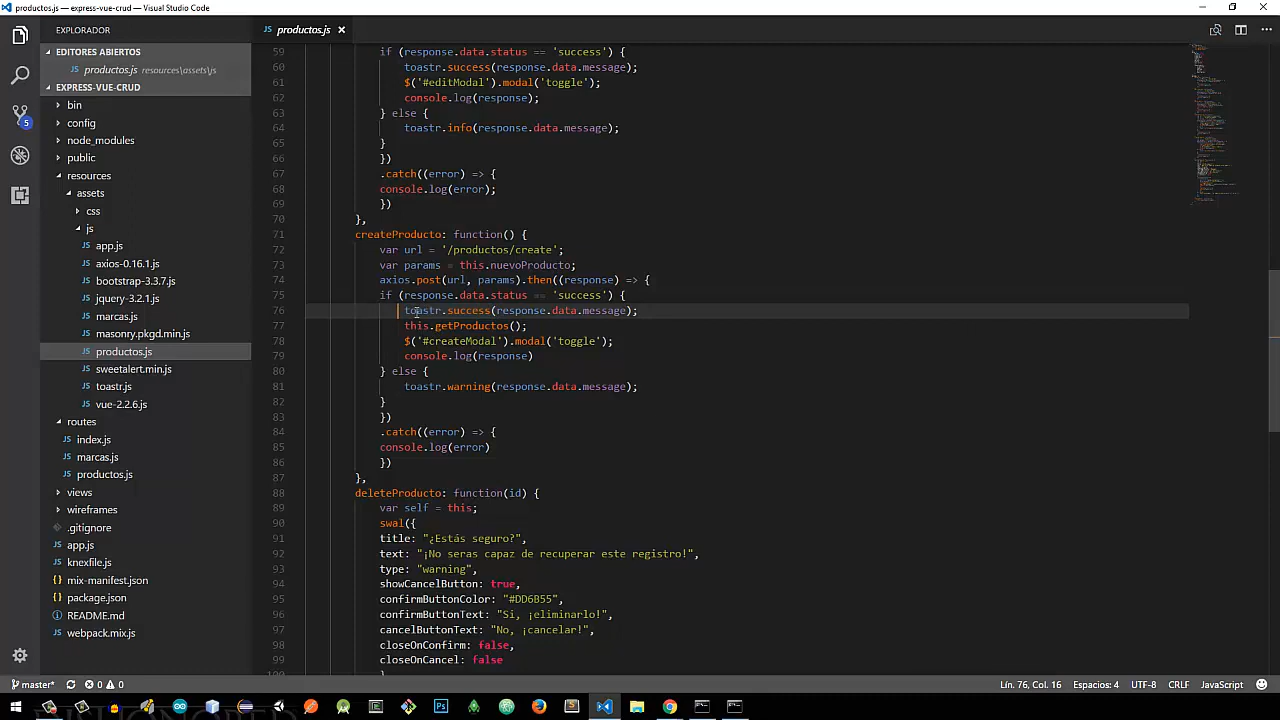 productos.js - express-vue-crud - Visual Studio Code
EXPLORADOR
productos.js
EDITORES ABIERTOS
productos.js resources\assets\js
EXPRESS-VUE-CRUD
bin
config
5
node_modules
public
resources
assets
css
js
app.js
axios-0.16.1.js
bootstrap-3.3.7.js
jquery-3.2.1.js
marcas.js
masonry.pkgd.min.js
productos.js
sweetalert.min.js
toastr.js
vue-2.2.6.js
routes
index.js
marcas.js
productos.js
views
wireframes
.gitignore
app.js
knexfile.js
mix-manifest.json
package.json
README.md
webpack.mix.js
59 if (response.data.status == 'success') {
60 toastr.success(response.data.message);
61 $('#editModal').modal('toggle');
62 console.log(response);
63 } else {
64 toastr.info(response.data.message);
65 }
66 })
67 .catch((error) => {
68 console.log(error);
69 })
70 },
71 createProducto: function() {
72 var url = '/productos/create';
73 var params = this.nuevoProducto;
74 axios.post(url, params).then((response) => {
75 if (response.data.status == 'success') {
76 toastr.success(response.data.message);
77 this.getProductos();
78 $('#createModal').modal('toggle');
79 console.log(response)
80 } else {
81 toastr.warning(response.data.message);
82 }
83 })
84 .catch((error) => {
85 console.log(error)
86 })
87 },
88 deleteProducto: function(id) {
89 var self = this;
90 swal({
91 title: "¿Estás seguro?",
92 text: "¡No seras capaz de recuperar este registro!",
93 type: "warning",
94 showCancelButton: true,
95 confirmButtonColor: "#DD6B55",
96 confirmButtonText: "Si, ¡eliminarlo!",
97 cancelButtonText: "No, ¡cancelar!",
98 closeOnConfirm: false,
99 closeOnCancel: false
master*
0
0
Lín. 76, Col. 16
Espacios: 4
UTF-8
CRLF
JavaScript